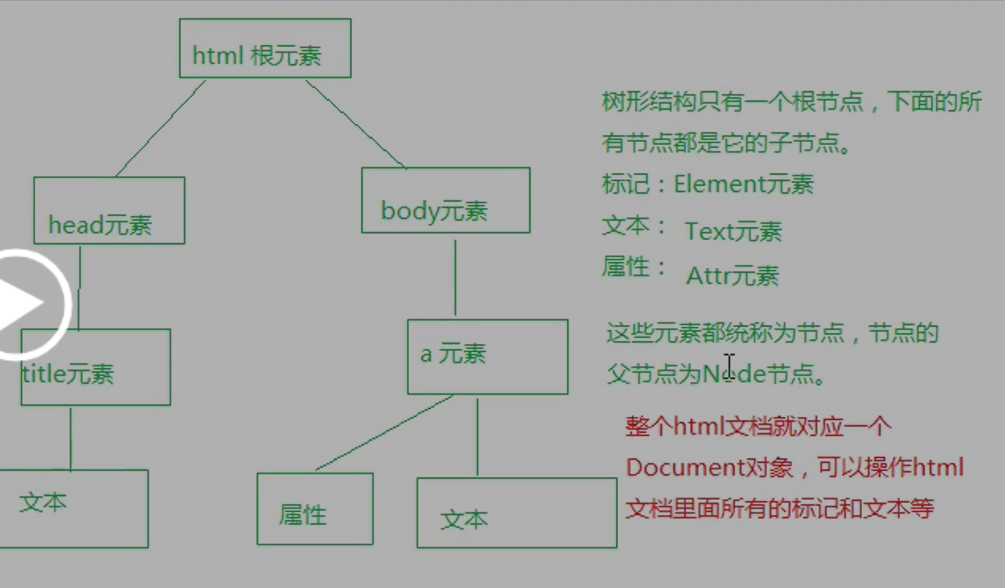 html 根元素
head元素
body元素
title元素
a 元素
文本
属性
文本
树形结构只有一个根节点，下面的所
有节点都是它的子节点。
标记：Element元素
文本： Text元素
属性： Attr元素
这些元素都统称为节点，节点的
父节点为Node节点。
整个html文档就对应一个
Document对象，可以操作html
文档里面所有的标记和文本等